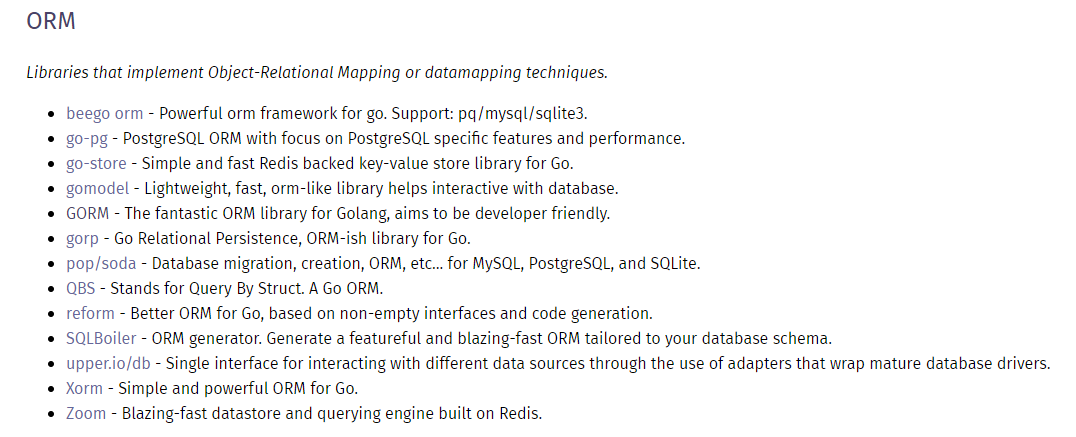 ORM
Libraries that implement Object-Relational Mapping or datamapping techniques.
• beego orm - Powerful orm framework for go. Support: pq/mysql/sqlite3.
• go-pg - PostgreSQL ORM with focus on PostgreSQL specific features and performance.
• go-store - Simple and fast Redis backed key-value store library for Go.
• gomodel - Lightweight, fast, orm-like library helps interactive with database.
• GORM - The fantastic ORM library for Golang, aims to be developer friendly.
• gorp - Go Relational Persistence, ORM-ish library for Go.
• pop/soda - Database migration, creation, ORM, etc... for MySQL, PostgreSQL, and SQLite.
• QBS - Stands for Query By Struct. A Go ORM.
• reform - Better ORM for Go, based on non-empty interfaces and code generation.
• SQLBoiler - ORM generator. Generate a featureful and blazing-fast ORM tailored to your database schema.
• upper.io/db - Single interface for interacting with different data sources through the use of adapters that wrap mature database drivers.
• Xorm - Simple and powerful ORM for Go.
• Zoom - Blazing-fast datastore and querying engine built on Redis.